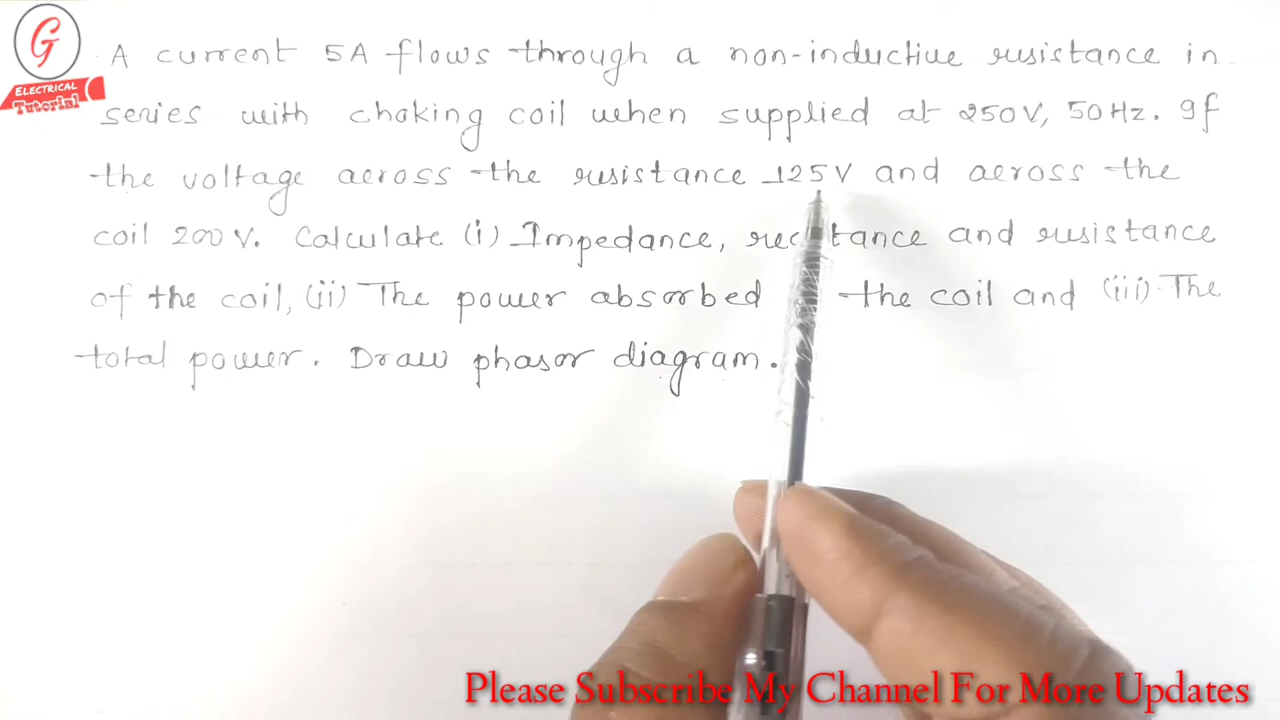 G
ELECTRICAL
Tutorial
A current 5A flows through a non-inductive resistance in
series with choking coil when supplied at 250V, 50Hz. If
the voltage across the resistance 125V and across the
coil 200V. Calculate (i) Impedance, and resistance
of the coil, (ii) The power absorbed the coil and (iii) The
total power. Draw phasor diagram.
Please Subscribe My Channel For More Updates